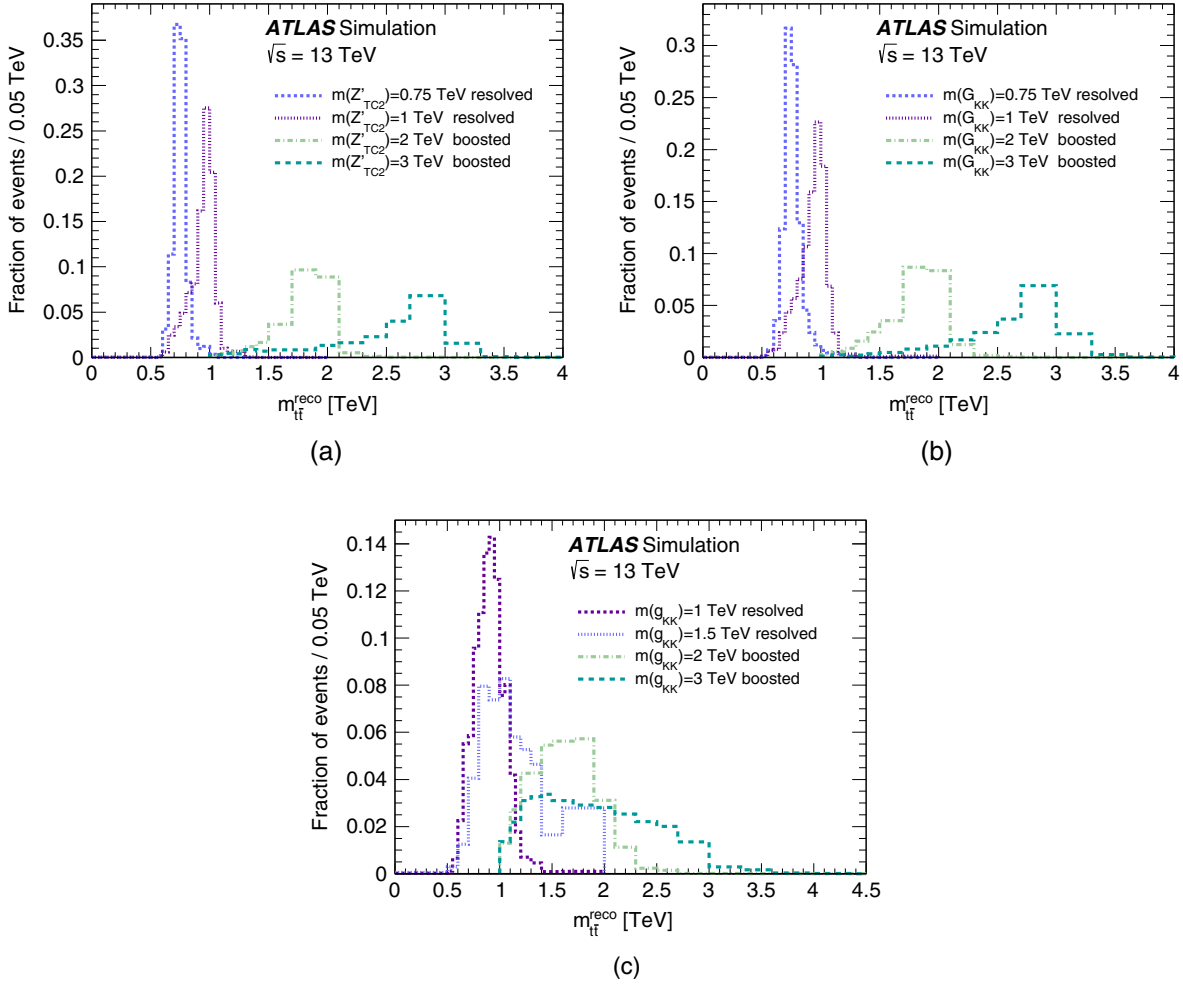 ATLAS Simulation
√s = 13 TeV
m(Z'TC2)=0.75 TeV resolved
m(Z'TC2)=1 TeV resolved
m(Z'TC2)=2 TeV boosted
m(Z'TC2)=3 TeV boosted
Fraction of events / 0.05 TeV
0.35
0.3
0.25
0.2
0.15
0.1
0.05
0
0 0.5 1 1.5 2 2.5 3 3.5 4
m_tt̄^reco [TeV]
(a)
ATLAS Simulation
√s = 13 TeV
m(GKK)=0.75 TeV resolved
m(GKK)=1 TeV resolved
m(GKK)=2 TeV boosted
m(GKK)=3 TeV boosted
Fraction of events / 0.05 TeV
0.3
0.25
0.2
0.15
0.1
0.05
0
0 0.5 1 1.5 2 2.5 3 3.5 4
m_tt̄^reco [TeV]
(b)
ATLAS Simulation
√s = 13 TeV
m(gKK)=1 TeV resolved
m(gKK)=1.5 TeV resolved
m(gKK)=2 TeV boosted
m(gKK)=3 TeV boosted
Fraction of events / 0.05 TeV
0.14
0.12
0.1
0.08
0.06
0.04
0.02
0
0 0.5 1 1.5 2 2.5 3 3.5 4 4.5
m_tt̄^reco [TeV]
(c)